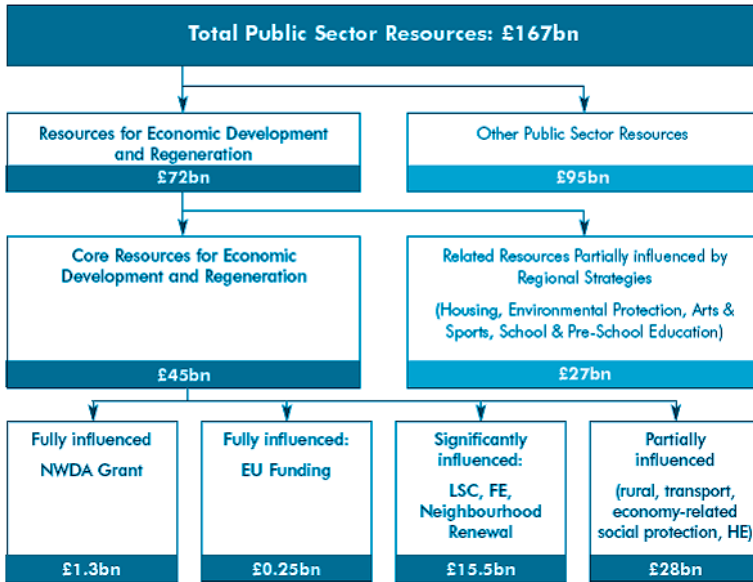 Total Public Sector Resources: £167bn
Resources for Economic Development
and Regeneration
£72bn
Other Public Sector Resources
£95bn
Core Resources for Economic
Development and Regeneration
£45bn
Related Resources Partially influenced by
Regional Strategies
(Housing, Environmental Protection, Arts &
Sports, School & Pre-School Education)
£27bn
Fully influenced
NWDA Grant
£1.3bn
Fully influenced:
EU Funding
£0.25bn
Significantly
influenced:
LSC, FE,
Neighbourhood
Renewal
£15.5bn
Partially
influenced
(rural, transport,
economy-related
social protection, HE)
£28bn